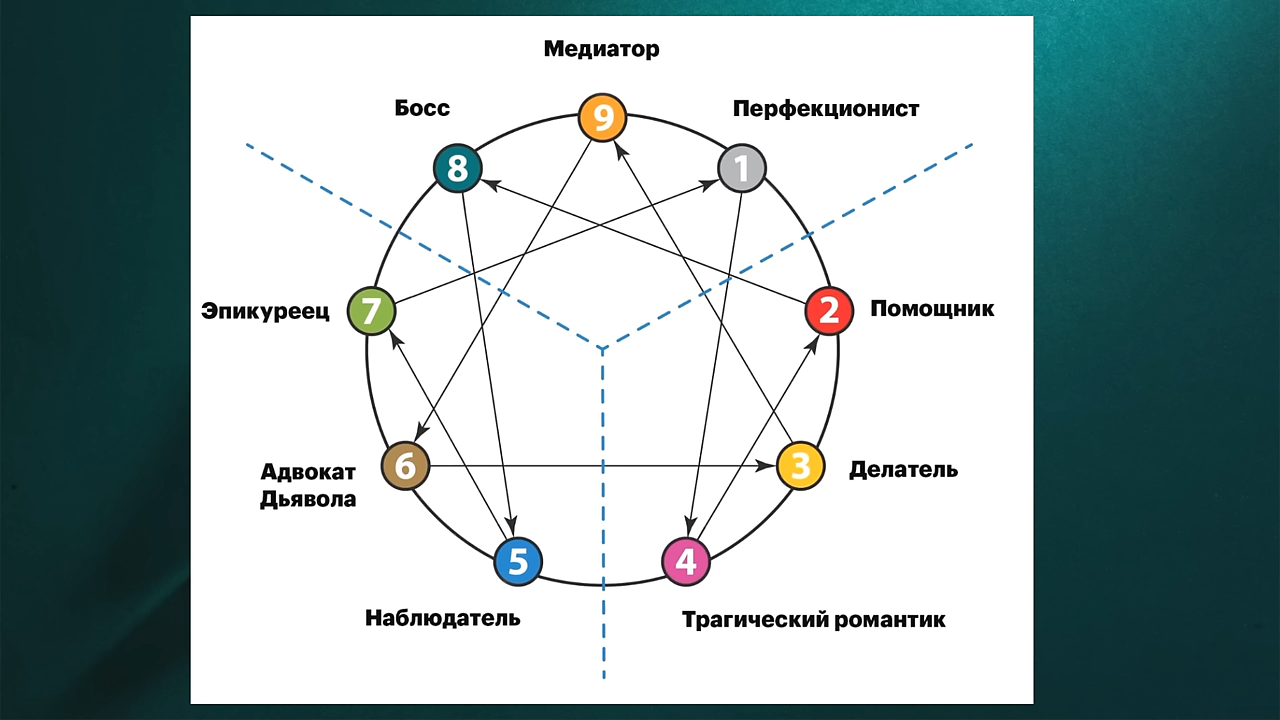 Медиатор
Босс
Перфекционист
9
8
1
Эпикуреец
7
2
Помощник
Адвокат
Дьявола
6
3
Делатель
5
4
Наблюдатель
Трагический романтик